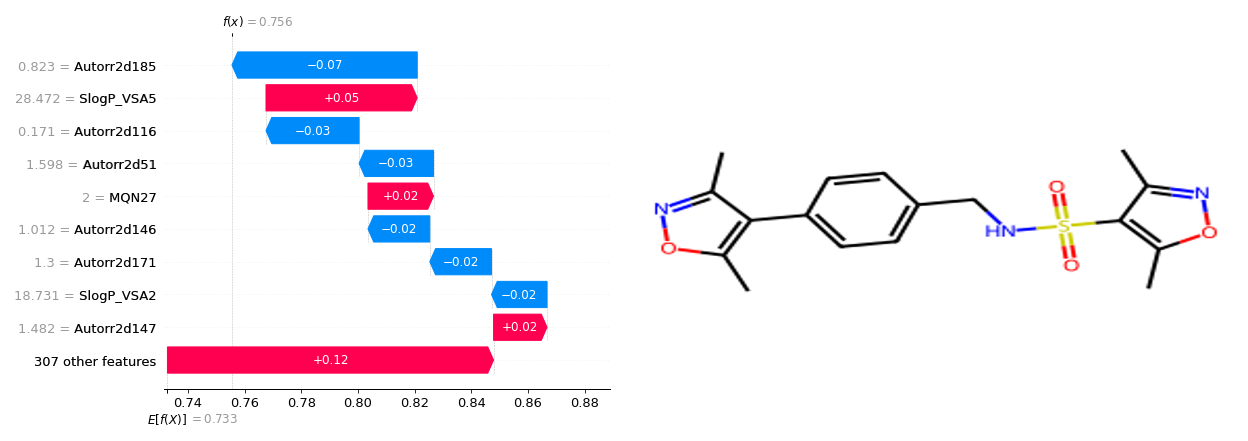 f(x) = 0.756
0.823 = Autorr2d185
−0.07
28.472 = SlogP_VSA5
+0.05
0.171 = Autorr2d116
−0.03
1.598 = Autorr2d51
−0.03
2 = MQN27
+0.02
1.012 = Autorr2d146
−0.02
1.3 = Autorr2d171
−0.02
18.731 = SlogP_VSA2
−0.02
1.482 = Autorr2d147
+0.02
307 other features
+0.12
0.74 0.76 0.78 0.80 0.82 0.84 0.86 0.88
E[f(X)] = 0.733
N
O
HN
O
S
O
N
O